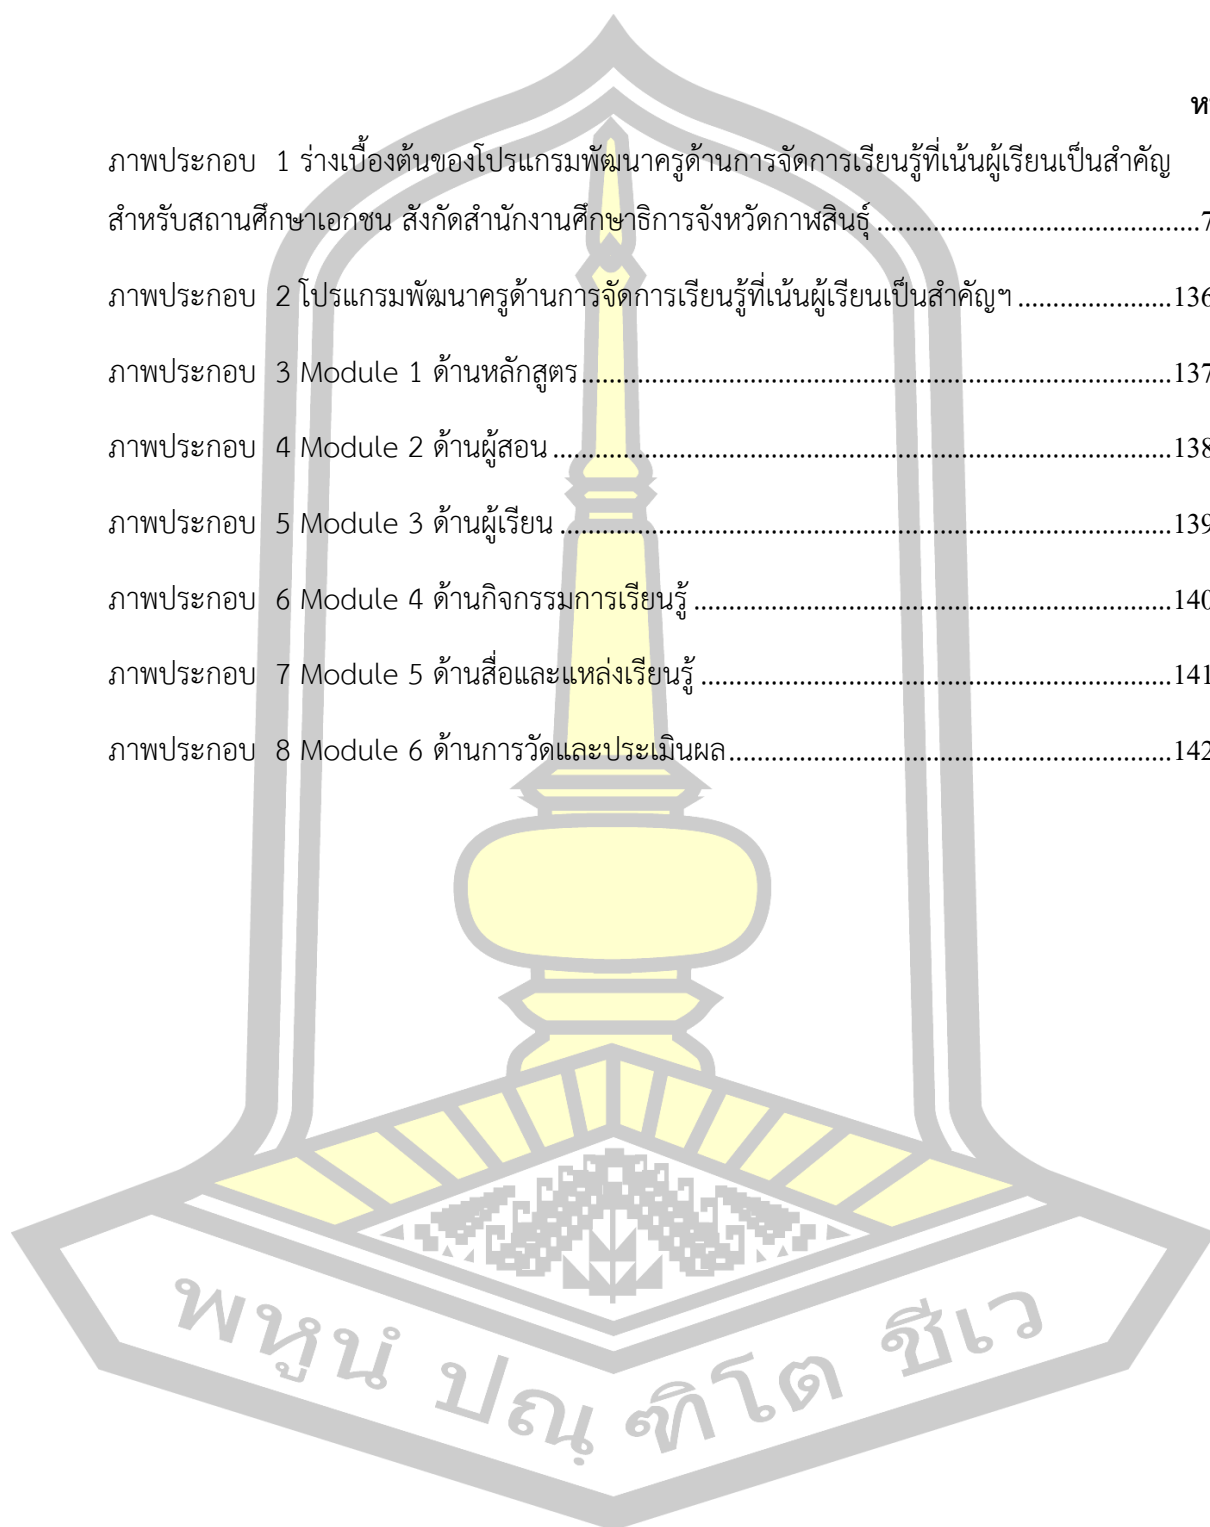 ภาพประกอบ 1 ร่างเบื้องต้นของโปรแกรมพัฒนาครูด้านการจัดการเรียนรู้ที่เน้นผู้เรียนเป็นสำคัญ
สำหรับสถานศึกษาเอกชน สังกัดสำนักงานศึกษาธิการจังหวัดกาฬสินธุ์ ............................................7
ภาพประกอบ 2 โปรแกรมพัฒนาครูด้านการจัดการเรียนรู้ที่เน้นผู้เรียนเป็นสำคัญฯ .....................136
ภาพประกอบ 3 Module 1 ด้านหลักสูตร................................................................................137
ภาพประกอบ 4 Module 2 ด้านผู้สอน ...................................................................................138
ภาพประกอบ 5 Module 3 ด้านผู้เรียน ..................................................................................139
ภาพประกอบ 6 Module 4 ด้านกิจกรรมการเรียนรู้ ................................................................140
ภาพประกอบ 7 Module 5 ด้านสื่อและแหล่งเรียนรู้ ...............................................................141
ภาพประกอบ 8 Module 6 ด้านการวัดและประเมินผล............................................................142
พหูนํ ปณฺ ฑิโต ชีเว